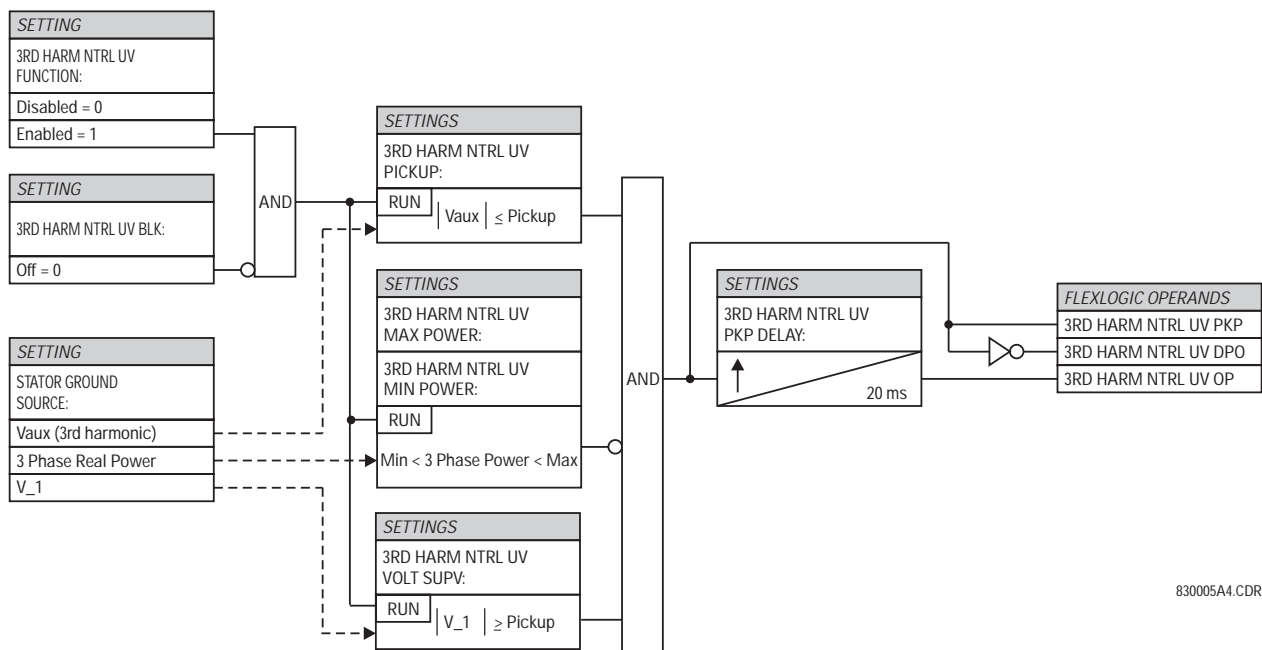 SETTING
3RD HARM NTRL UV
FUNCTION:
Disabled = 0
Enabled = 1
SETTING
3RD HARM NTRL UV BLK:
Off = 0
SETTING
STATOR GROUND
SOURCE:
Vaux (3rd harmonic)
3 Phase Real Power
V_1
AND
SETTINGS
3RD HARM NTRL UV
PICKUP:
RUN
|Vaux| ≤ Pickup
SETTINGS
3RD HARM NTRL UV
MAX POWER:
3RD HARM NTRL UV
MIN POWER:
RUN
Min < 3 Phase Power < Max
SETTINGS
3RD HARM NTRL UV
VOLT SUPV:
RUN
|V_1| ≥ Pickup
AND
SETTINGS
3RD HARM NTRL UV
PKP DELAY:
20 ms
FLEXLOGIC OPERANDS
3RD HARM NTRL UV PKP
3RD HARM NTRL UV DPO
3RD HARM NTRL UV OP
830005A4.CDR